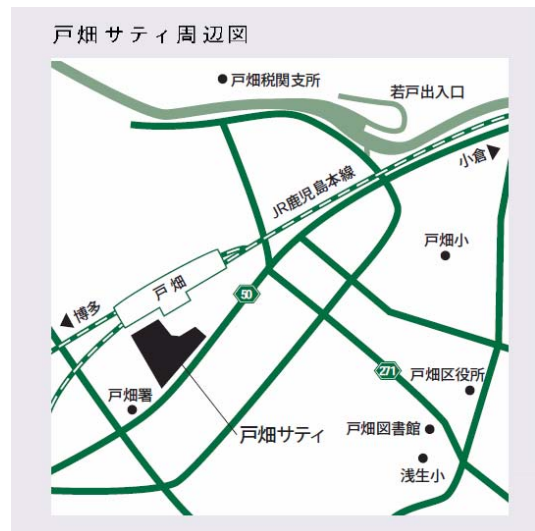 戸畑サティ周辺図
戸畑税関支所
若戸出入口
小倉
JR鹿児島本線
戸畑小
戸畑
50
博多
271
戸畑区役所
戸畑署
戸畑サティ
戸畑図書館
浅生小